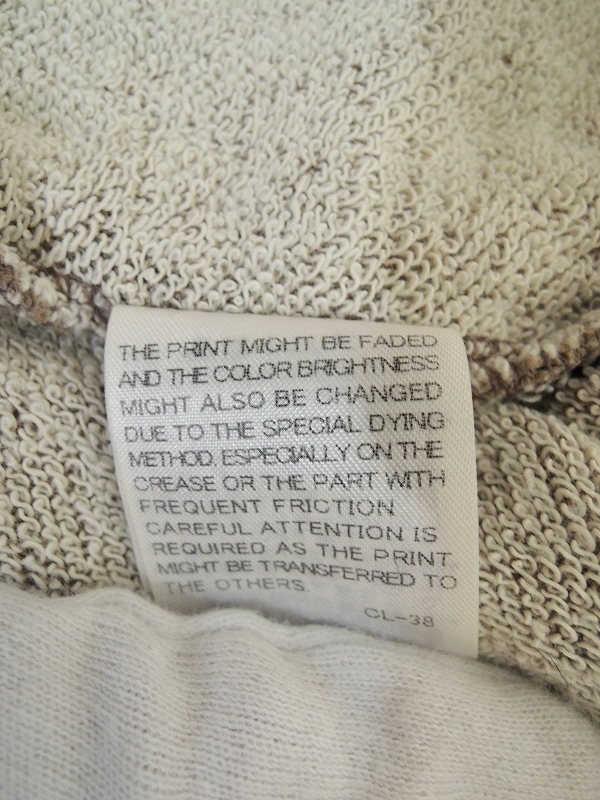 THE PRINT MIGHT BE FADED
AND THE COLOR BRIGHTNESS
MIGHT ALSO BE CHANGED
DUE TO THE SPECIAL DYING
METHOD. ESPECIALLY ON THE
CREASE OR THE PART WITH
FREQUENT FRICTION
CAREFUL ATTENTION IS
REQUIRED AS THE PRINT
MIGHT BE TRANSFERRED TO
THE OTHERS.
CL-38